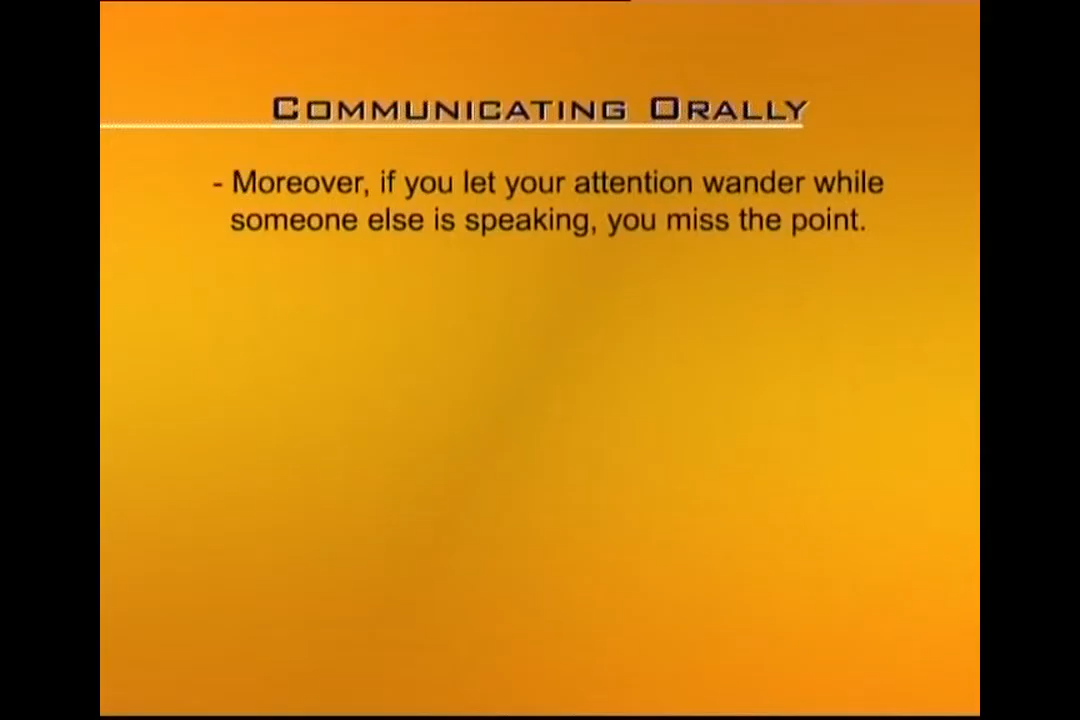 Communicating Orally
- Moreover, if you let your attention wander while
someone else is speaking, you miss the point.